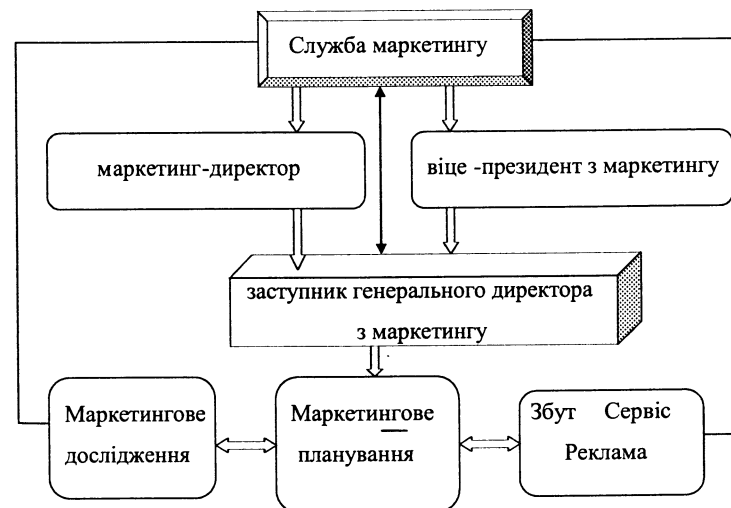 Служба маркетингу
маркетинг-директор
віце -президент з маркетингу
заступник генерального директора
з маркетингу
Маркетингове
дослідження
Маркетингове
планування
Збут Сервіс
Реклама